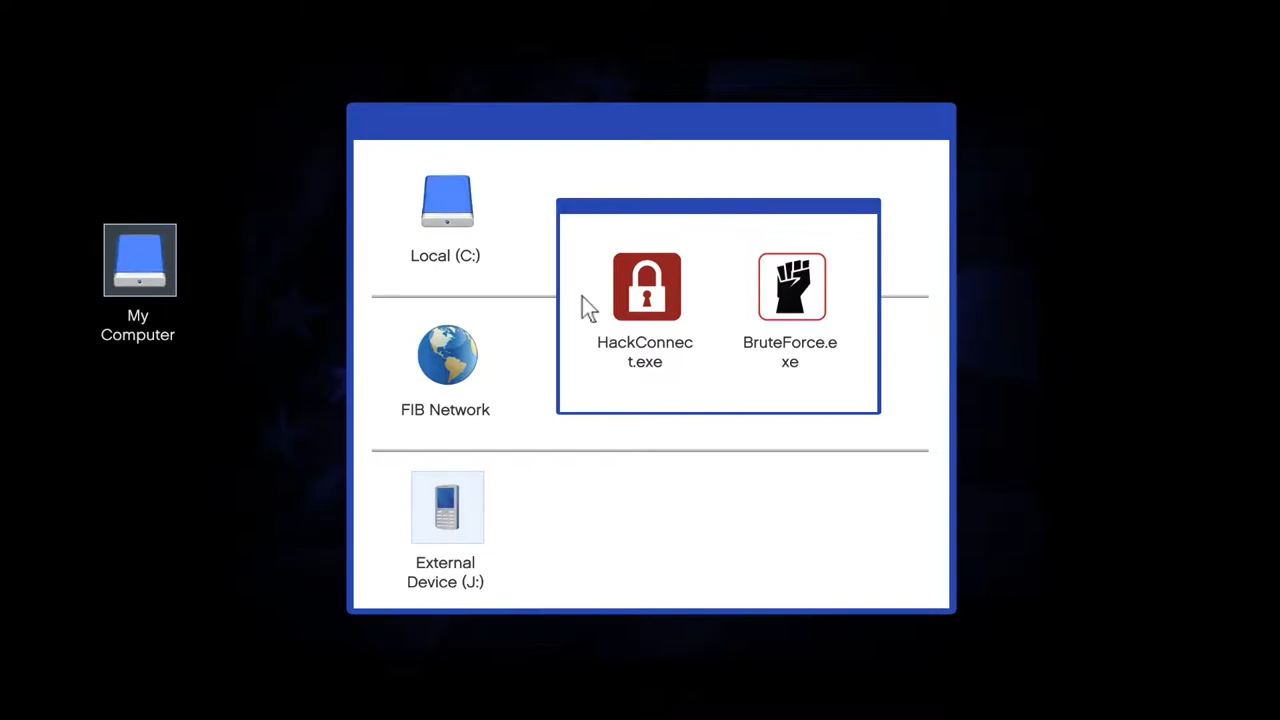 My
Computer
Local (C:)
HackConnec
t.exe
BruteForce.e
xe
FIB Network
External
Device (J:)